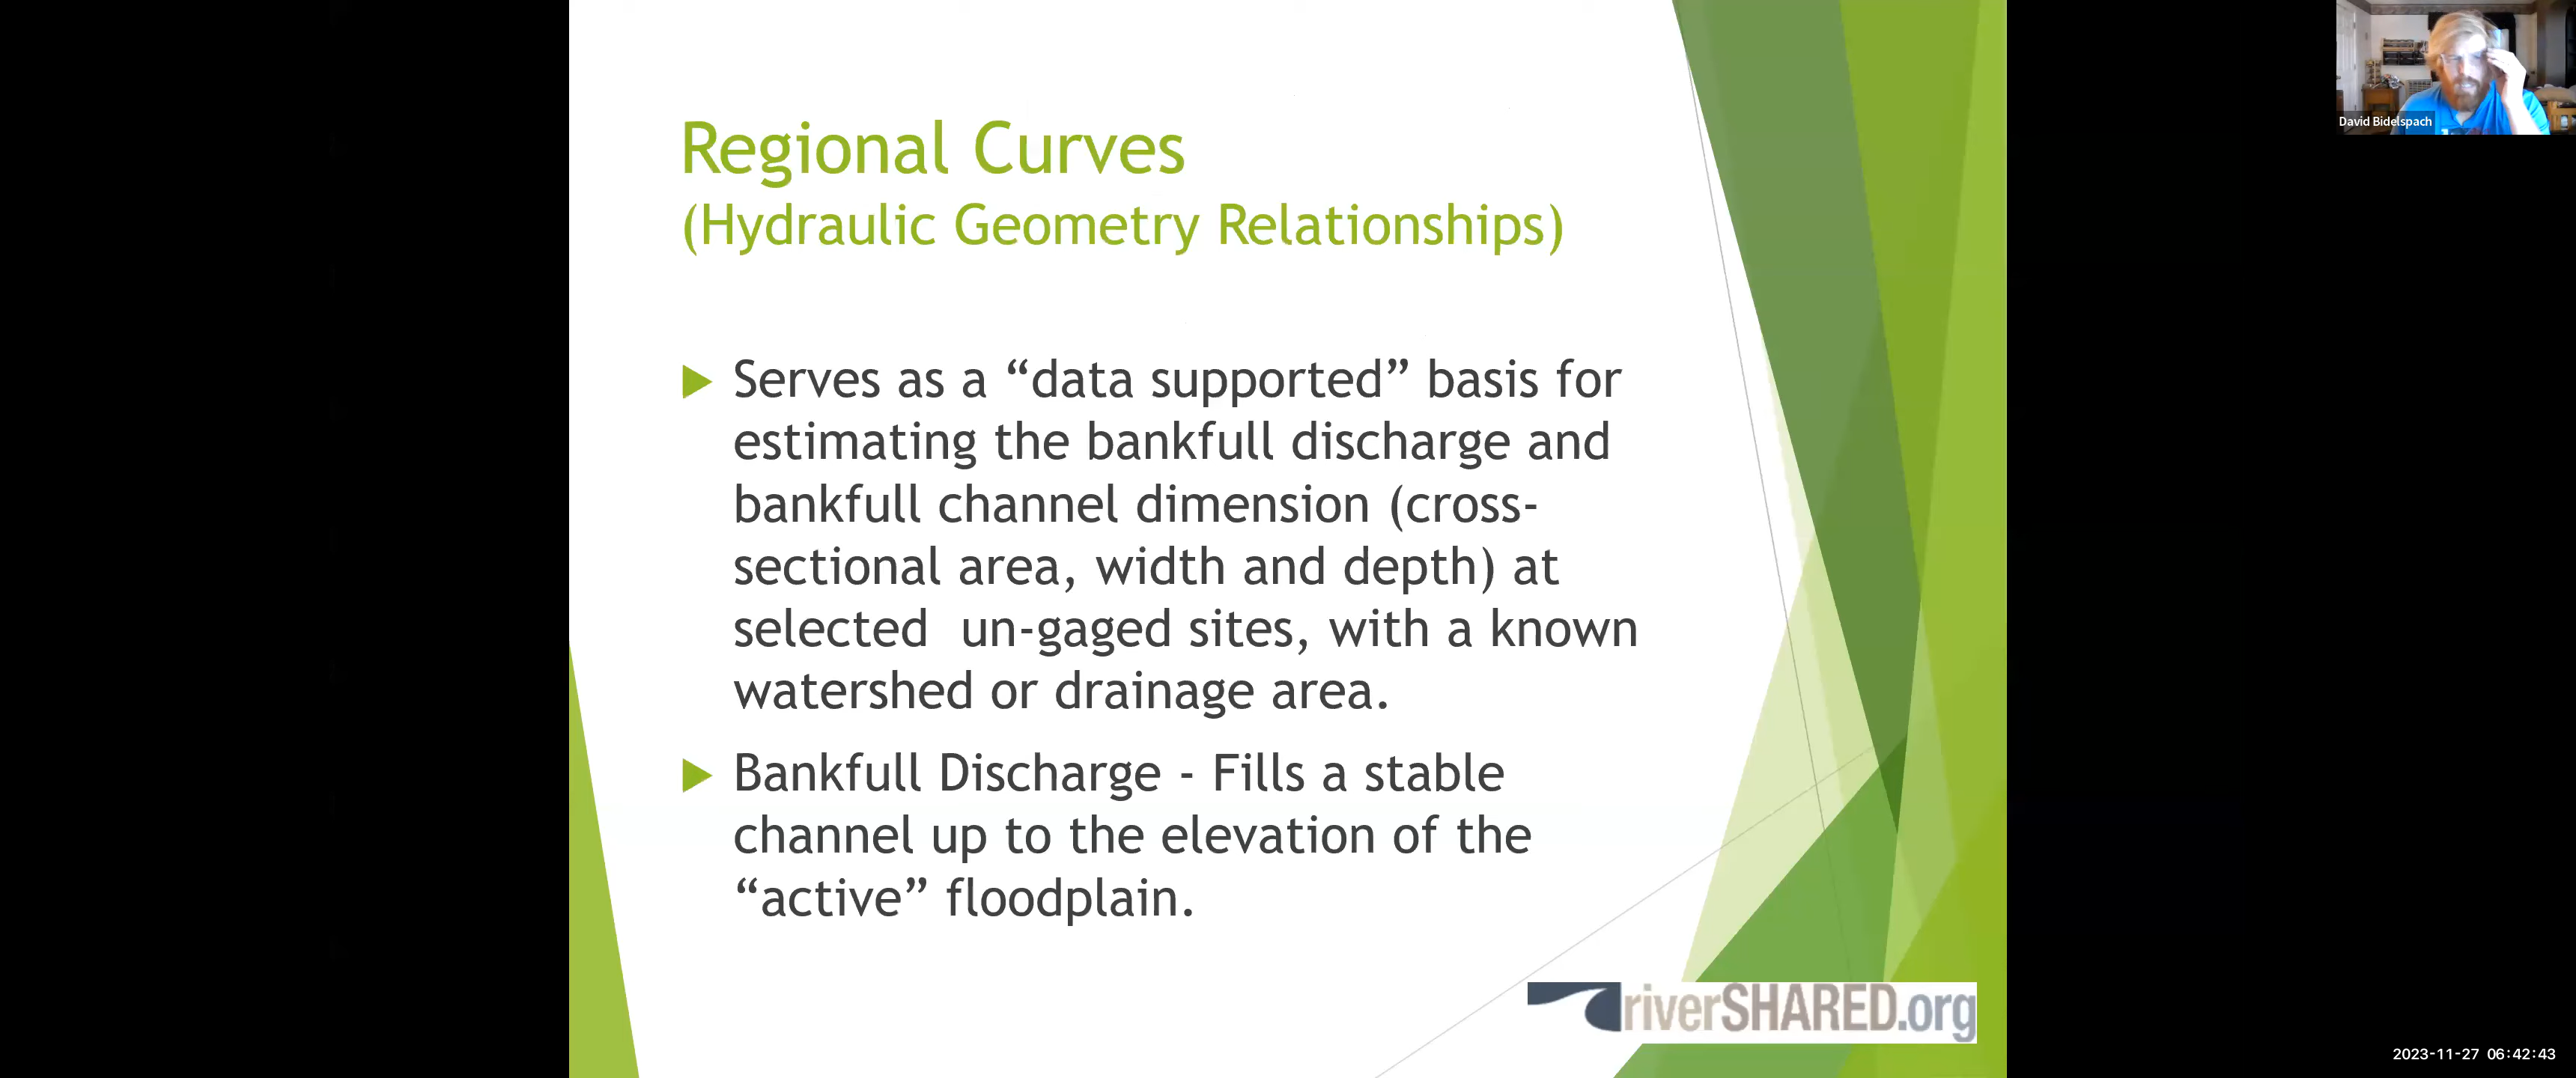 David Bidelspach
Regional Curves
(Hydraulic Geometry Relationships)
Serves as a “data supported” basis for
estimating the bankfull discharge and
bankfull channel dimension (cross-
sectional area, width and depth) at
selected  un-gaged sites, with a known
watershed or drainage area.
Bankfull Discharge - Fills a stable
channel up to the elevation of the
“active” floodplain.
riverSHARED.org
2023-11-27 06:42:43